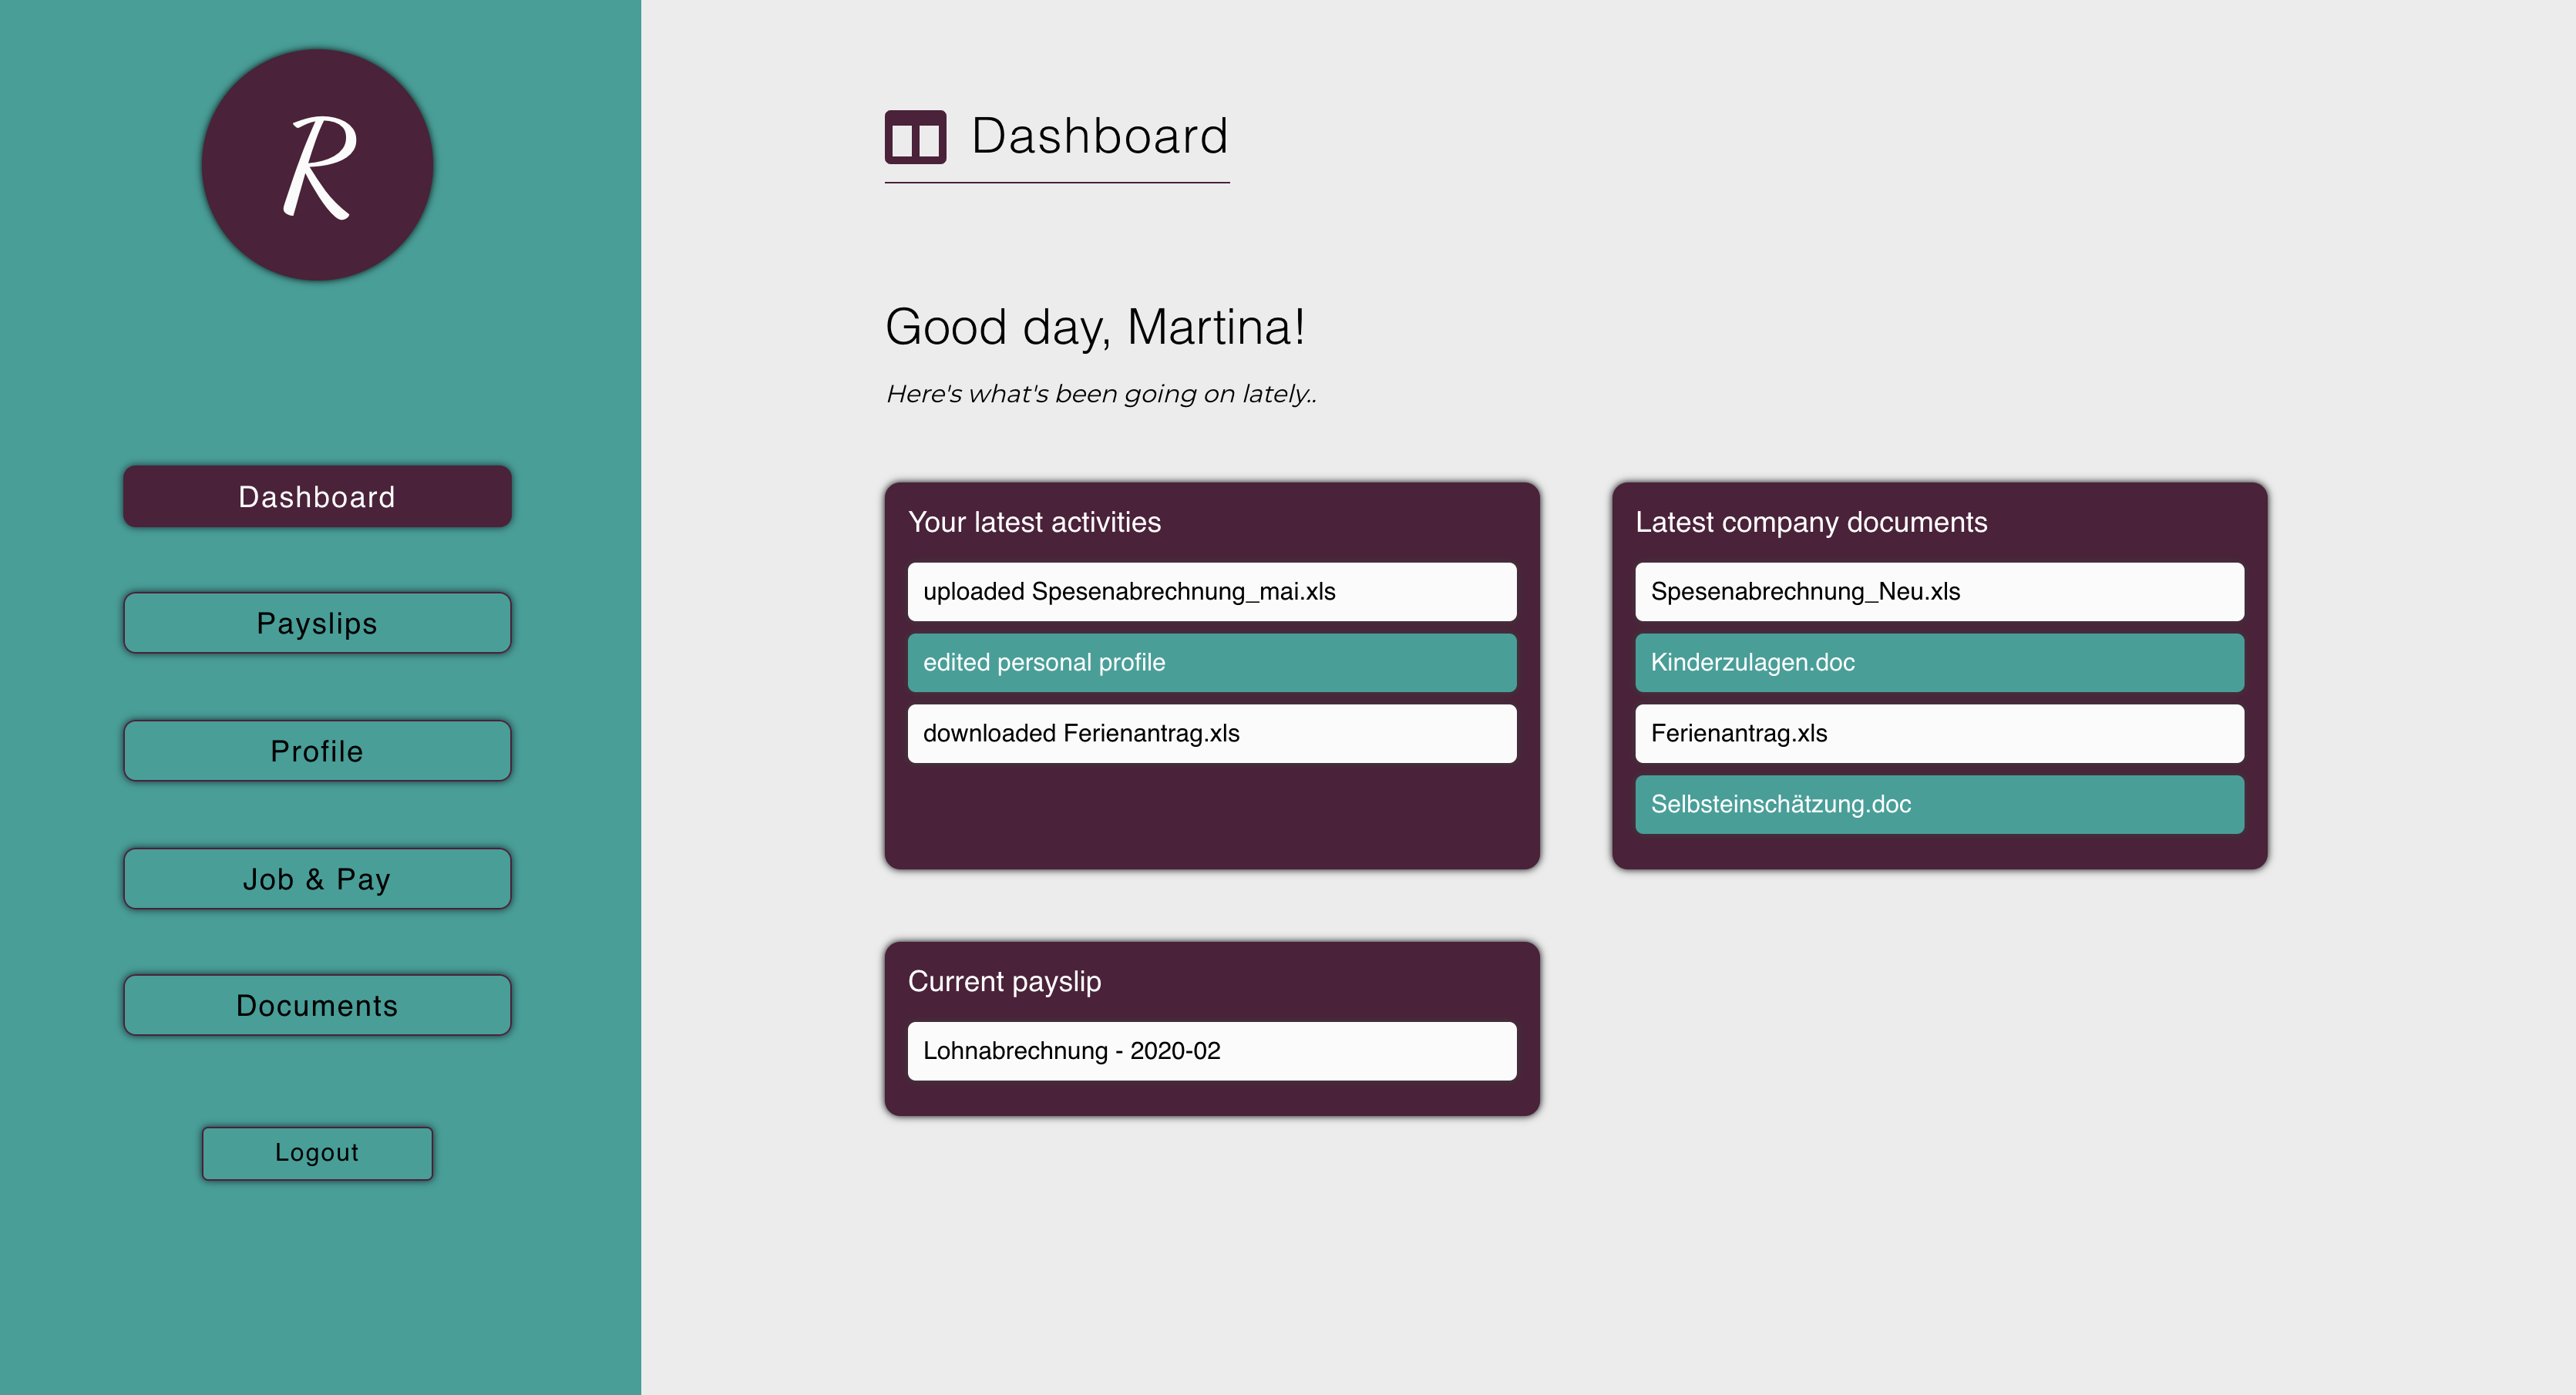 R
Dashboard
Payslips
Profile
Job & Pay
Documents
Logout
Dashboard
Good day, Martina!
Here's what's been going on lately..
Your latest activities
uploaded Spesenabrechnung_mai.xls
edited personal profile
downloaded Ferienantrag.xls
Latest company documents
Spesenabrechnung_Neu.xls
Kinderzulagen.doc
Ferienantrag.xls
Selbsteinschätzung.doc
Current payslip
Lohnabrechnung - 2020-02